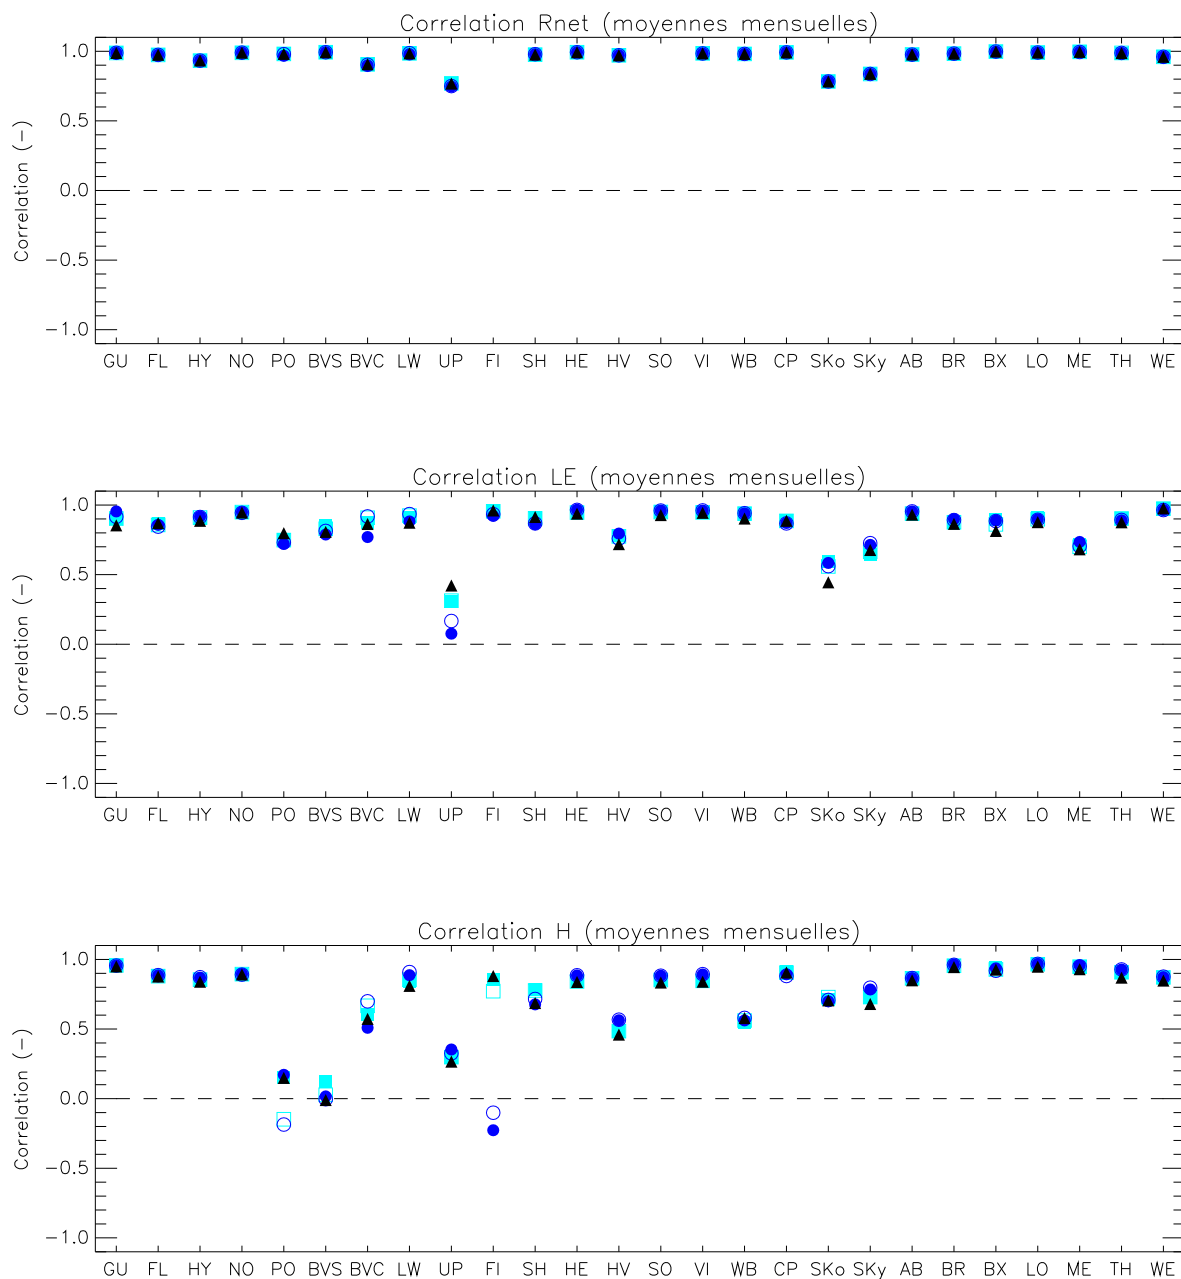 Correlation Rnet (moyennes mensuelles)
Correlation (−)
1.0
0.5
0.0
−0.5
−1.0
GU FL HY NO PO BVS BVC LW UP FI SH HE HV SO VI WB CP SKo SKy AB BR BX LO ME TH WE
Correlation LE (moyennes mensuelles)
Correlation (−)
1.0
0.5
0.0
−0.5
−1.0
GU FL HY NO PO BVS BVC LW UP FI SH HE HV SO VI WB CP SKo SKy AB BR BX LO ME TH WE
Correlation H (moyennes mensuelles)
Correlation (−)
1.0
0.5
0.0
−0.5
−1.0
GU FL HY NO PO BVS BVC LW UP FI SH HE HV SO VI WB CP SKo SKy AB BR BX LO ME TH WE